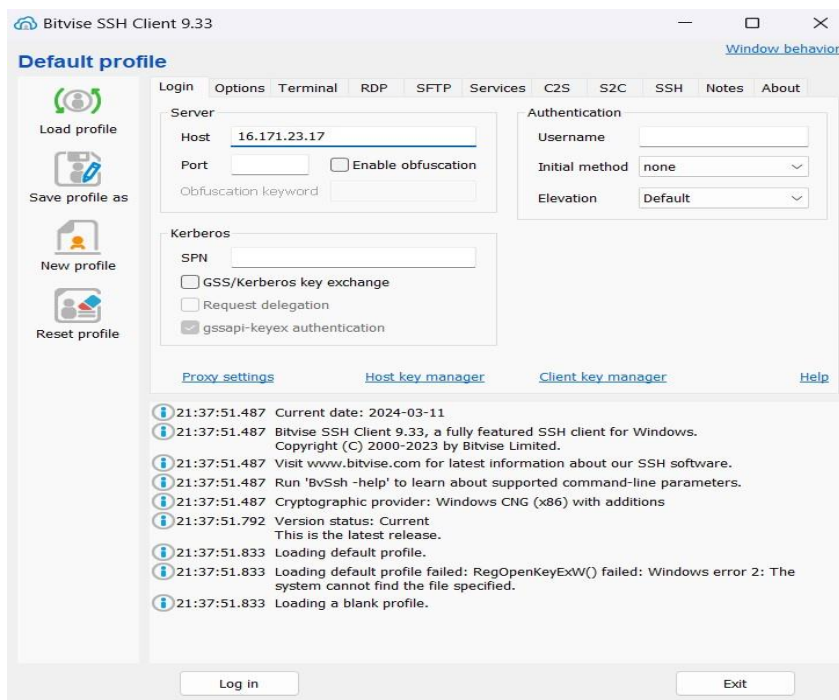 Bitvise SSH Client 9.33
Window behavior
Default profile
Load profile
Save profile as
New profile
Reset profile
Login Options Terminal RDP SFTP Services C2S S2C SSH Notes About
Server
Host 16.171.23.17
Port Enable obfuscation
Obfuscation keyword
Authentication
Username
Initial method none
Elevation Default
Kerberos
SPN
GSS/Kerberos key exchange
Request delegation
gssapi-keyex authentication
Proxy settings Host key manager Client key manager Help
21:37:51.487 Current date: 2024-03-11
21:37:51.487 Bitvise SSH Client 9.33, a fully featured SSH client for Windows.
Copyright (C) 2000-2023 by Bitvise Limited.
21:37:51.487 Visit www.bitvise.com for latest information about our SSH software.
21:37:51.487 Run 'BvSsh -help' to learn about supported command-line parameters.
21:37:51.487 Cryptographic provider: Windows CNG (x86) with additions
21:37:51.792 Version status: Current
This is the latest release.
21:37:51.833 Loading default profile.
21:37:51.833 Loading default profile failed: RegOpenKeyExW() failed: Windows error 2: The
system cannot find the file specified.
21:37:51.833 Loading a blank profile.
Log in Exit